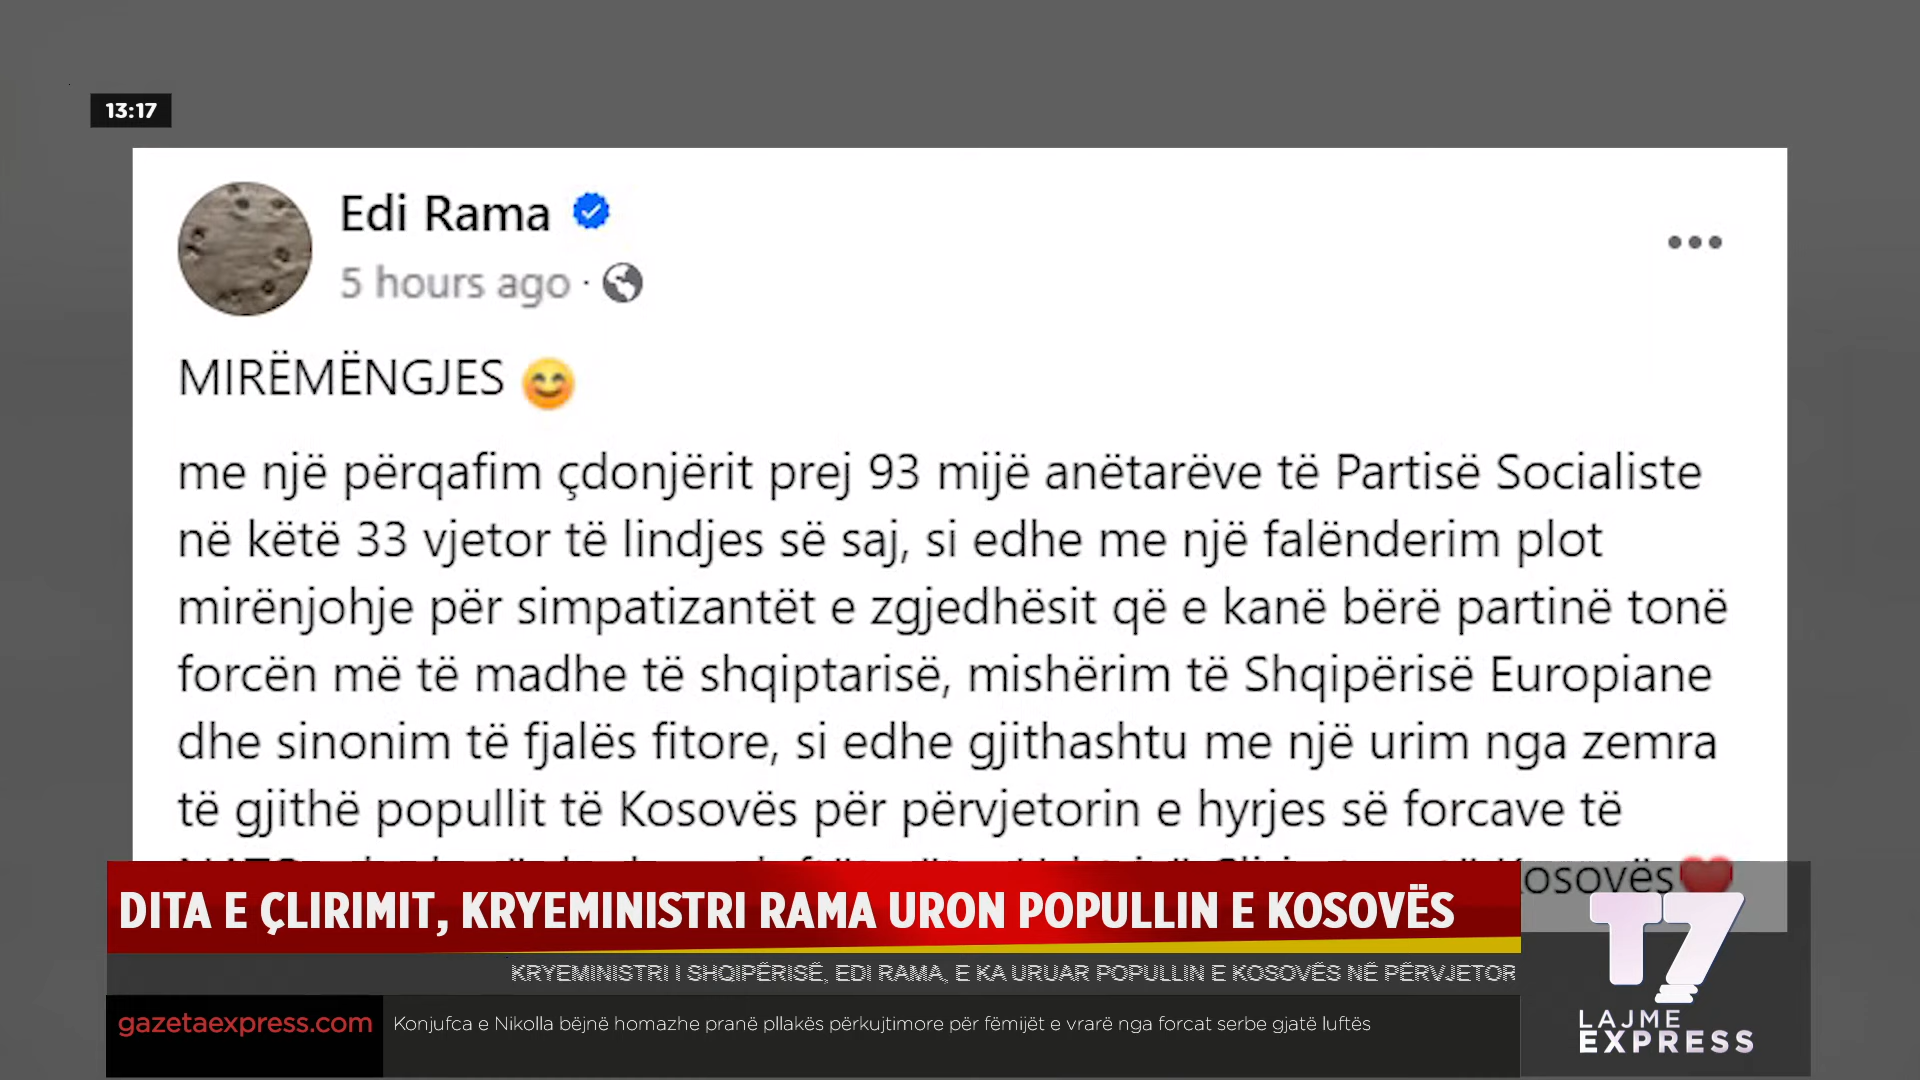 13:17
Edi Rama
5 hours ago ·
MIRËMËNGJES 😊
me një përqafim çdonjërit prej 93 mijë anëtarëve të Partisë Socialiste
në këtë 33 vjetor të lindjes së saj, si edhe me një falënderim plot
mirënjohje për simpatizantët e zgjedhësit që e kanë bërë partinë tonë
forcën më të madhe të shqiptarisë, mishërim të Shqipërisë Europiane
dhe sinonim të fjalës fitore, si edhe gjithashtu me një urim nga zemra
të gjithë popullit të Kosovës për përvjetorin e hyrjes së forcave të
Kosovës❤️
DITA E ÇLIRIMIT, KRYEMINISTRI RAMA URON POPULLIN E KOSOVËS
KRYEMINISTRI I SHQIPËRISË, EDI RAMA, E KA URUAR POPULLIN E KOSOVËS NË PËRVJETOR
gazetaexpress.com
Konjufca e Nikolla bëjnë homazhe pranë pllakës përkujtimore për fëmijët e vrarë nga forcat serbe gjatë luftës
T7
LAJME
EXPRESS